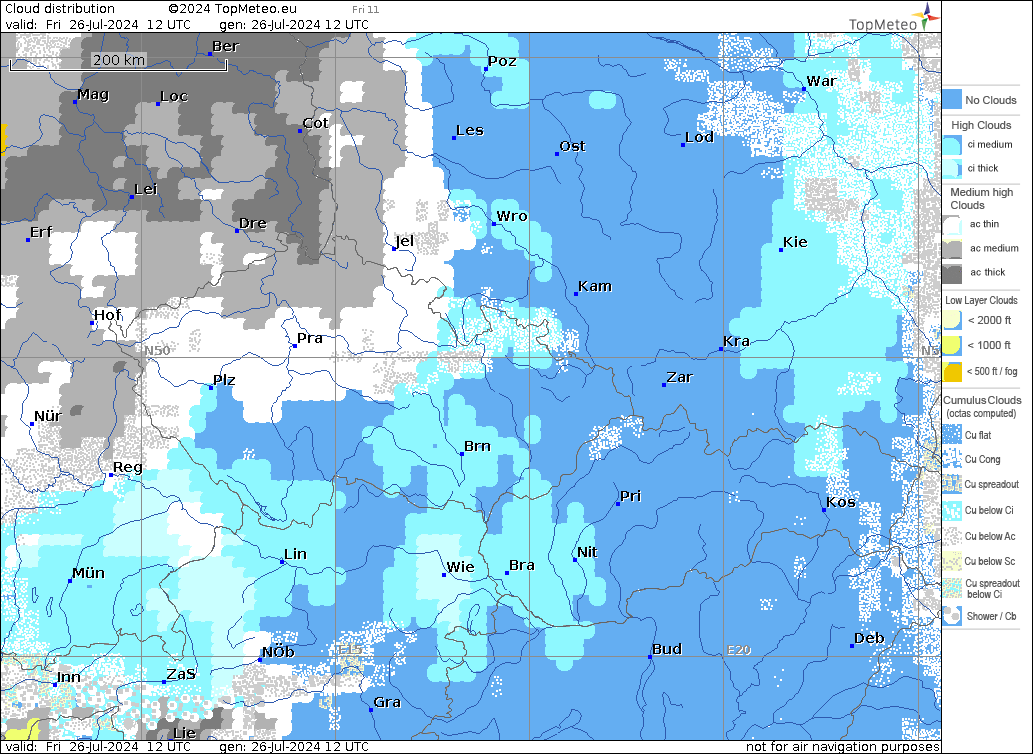 Cloud distribution ©2024 TopMeteo.eu Fri 11
valid: Fri 26-Jul-2024 12 UTC gen: 26-Jul-2024 12 UTC
TopMeteo
Ber
200 km
Poz
War
Mag
Loc
Cot
Les
Ost
Lod
Lei
Erf
Dre
Jel
Wro
Kie
Kam
Hof
Pra
Kra
N50
N5
Plz
Zar
Nür
Brn
Reg
Pri
Kos
Lin
Nit
Mün
Wie
Bra
NÖb
E15
Bud
E20
Deb
Inn
ZaS
Gra
Lie
No Clouds
High Clouds
ci medium
ci thick
Medium high
Clouds
ac thin
ac medium
ac thick
Low Layer Clouds
< 2000 ft
< 1000 ft
< 500 ft / fog
Cumulus Clouds
(octas computed)
Cu flat
Cu Cong
Cu spreadout
Cu below Ci
Cu below Ac
Cu below Sc
Cu spreadout
below Ci
Shower / Cb
valid: Fri 26-Jul-2024 12 UTC gen: 26-Jul-2024 12 UTC
not for air navigation purposes